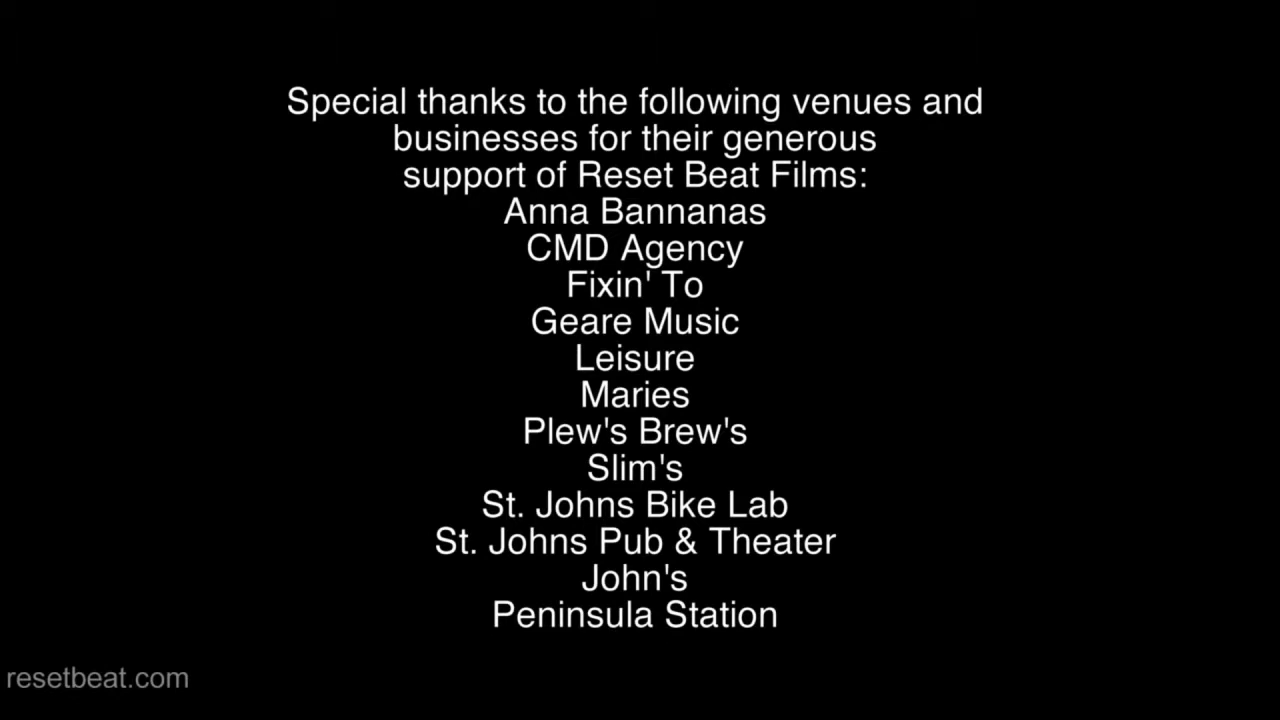 Special thanks to the following venues and
businesses for their generous
support of Reset Beat Films:
Anna Bannanas
CMD Agency
Fixin' To
Geare Music
Leisure
Maries
Plew's Brew's
Slim's
St. Johns Bike Lab
St. Johns Pub & Theater
John's
Peninsula Station
resetbeat.com